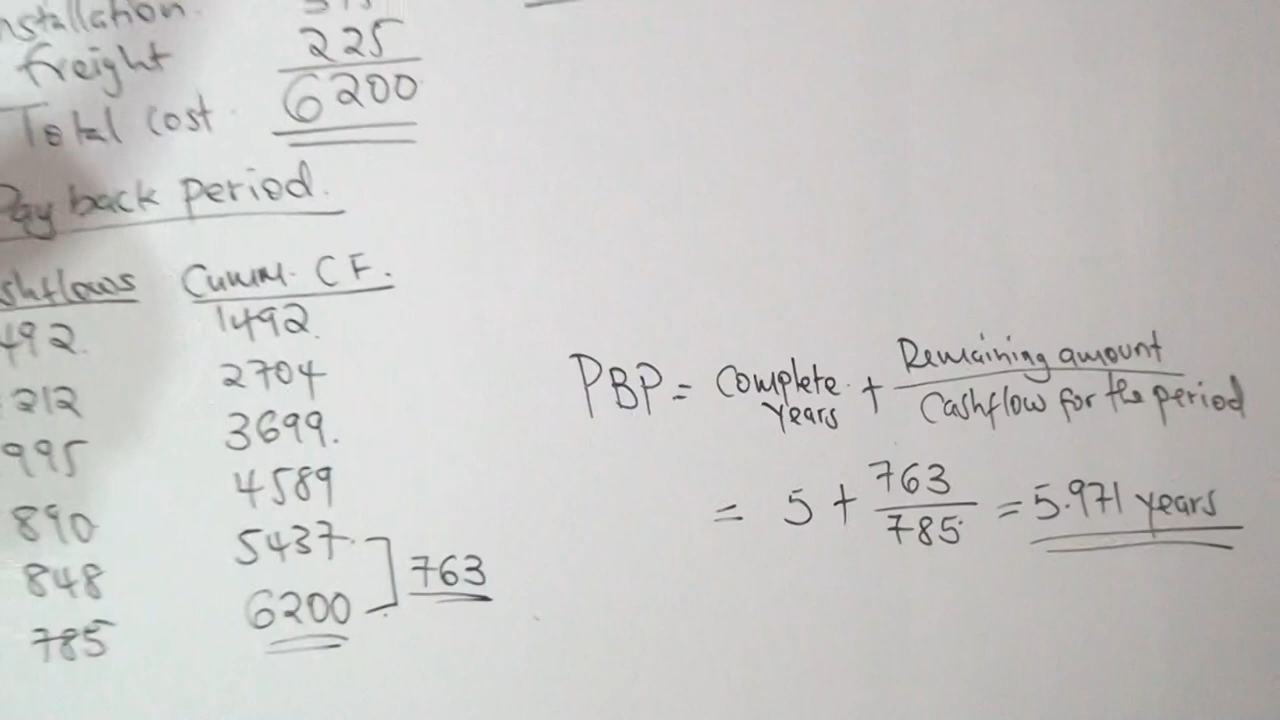 nstallation.
freight 225
Total cost 6200
Pay back period.
shflows Cumm. CF.
492. 1492.
212 2704
995 3699.
890 4589
848 5437.
785 6200
763
PBP = Complete years + Remaining amount / Cashflow for the period
= 5 + 763 / 785 = 5.971 years